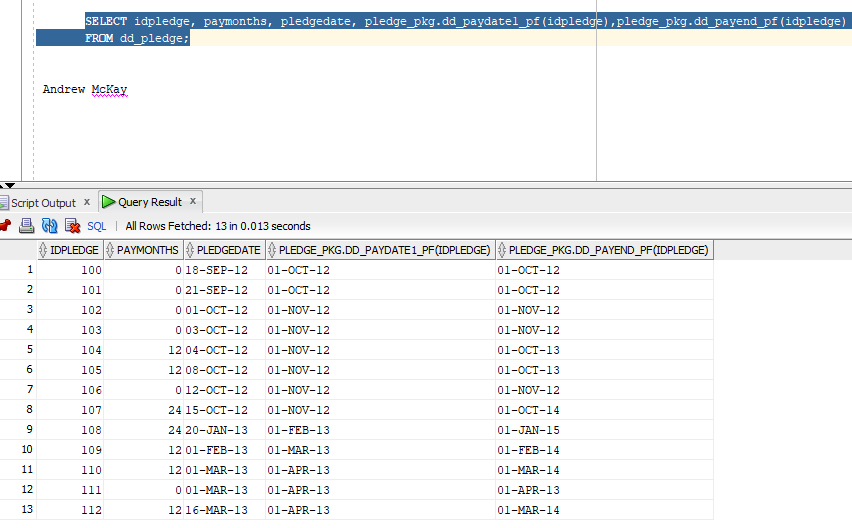 SELECT idpledge, paymonths, pledgedate, pledge_pkg.dd_paydate1_pf(idpledge),pledge_pkg.dd_payend_pf(idpledge)
FROM dd_pledge;
Andrew McKay
Script Output x Query Result x
SQL | All Rows Fetched: 13 in 0.013 seconds
IDPLEDGE PAYMONTHS PLEDGEDATE PLEDGE_PKG.DD_PAYDATE1_PF(IDPLEDGE) PLEDGE_PKG.DD_PAYEND_PF(IDPLEDGE)
1 100 0 18-SEP-12 01-OCT-12 01-OCT-12
2 101 0 21-SEP-12 01-OCT-12 01-OCT-12
3 102 0 01-OCT-12 01-NOV-12 01-NOV-12
4 103 0 03-OCT-12 01-NOV-12 01-NOV-12
5 104 12 04-OCT-12 01-NOV-12 01-OCT-13
6 105 12 08-OCT-12 01-NOV-12 01-OCT-13
7 106 0 12-OCT-12 01-NOV-12 01-NOV-12
8 107 24 15-OCT-12 01-NOV-12 01-OCT-14
9 108 24 20-JAN-13 01-FEB-13 01-JAN-15
10 109 12 01-FEB-13 01-MAR-13 01-FEB-14
11 110 12 01-MAR-13 01-APR-13 01-MAR-14
12 111 0 01-MAR-13 01-APR-13 01-APR-13
13 112 12 16-MAR-13 01-APR-13 01-MAR-14